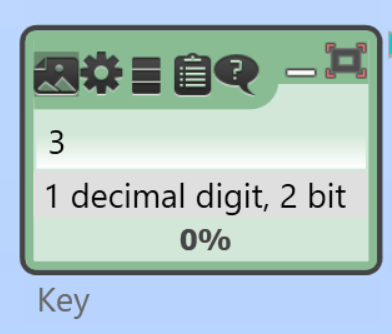 3
1 decimal digit, 2 bit
0%
Key